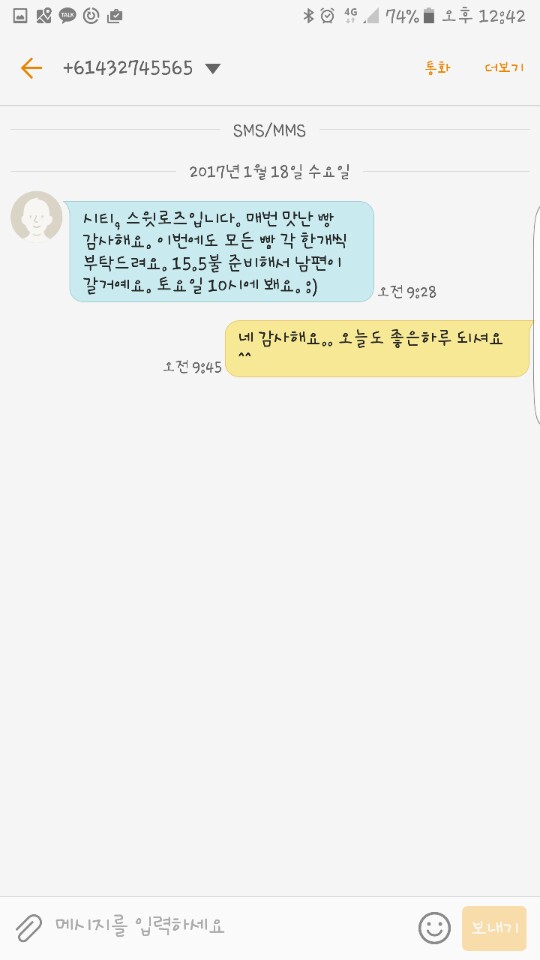 TALK 4G 74% 오후 12:42
+61432745565 통화 더보기
SMS/MMS
2017년 1월 18일 수요일
시티, 스윗로즈입니다. 매번 맛난 빵
감사해요. 이번에도 모든 빵 각 한개씩
부탁드려요. 15.5불 준비해서 남편이
갈거예요. 토요일 10시에 봬요. :)
오전 9:28
네 감사해요.. 오늘도 좋은하루 되셔요
^^
오전 9:45
메시지를 입력하세요 보내기